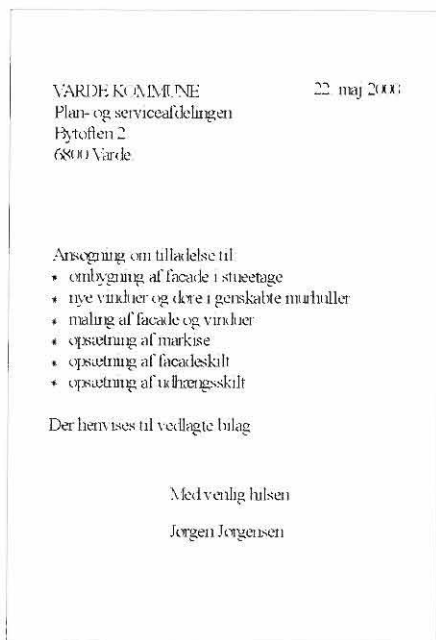 VARDE KOMMUNE 22. maj 2006
Plan- og serviceafdelingen
Bytoften 2
6800 Varde
Ansøgning om tilladelse til:
* ombygning af facade i stueetage
* nye vinduer og døre i genskabte murhuller
* maling af facade og vinduer
* opsætning af markise
* opsætning af facadeskilt
* opsætning af udhængsskilt
Der henvises til vedlagte bilag
Med venlig hilsen
Jørgen Jørgensen